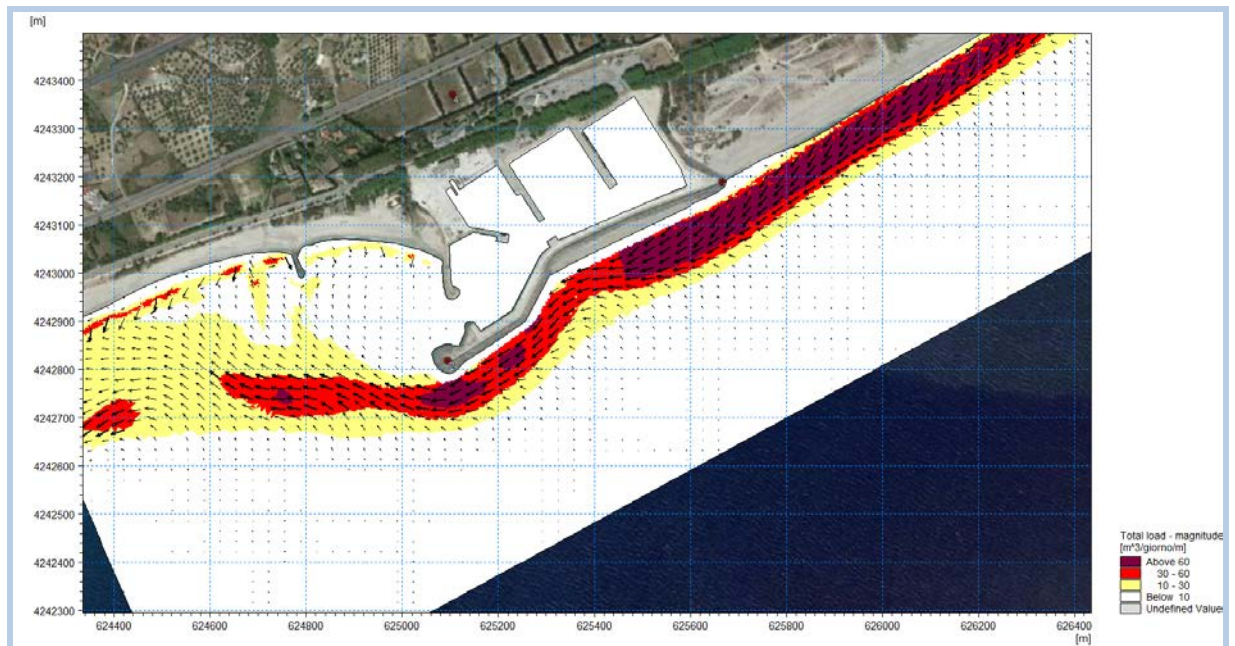 [m]
4243400
4243300
4243200
4243100
4243000
4242900
4242800
4242700
4242600
4242500
4242400
4242300
624400 624600 624800 625000 625200 625400 625600 625800 626000 626200 626400
[m]
Total load - magnitude
[m^3/giorno/m]
Above 60
30 - 60
10 - 30
Below 10
Undefined Value